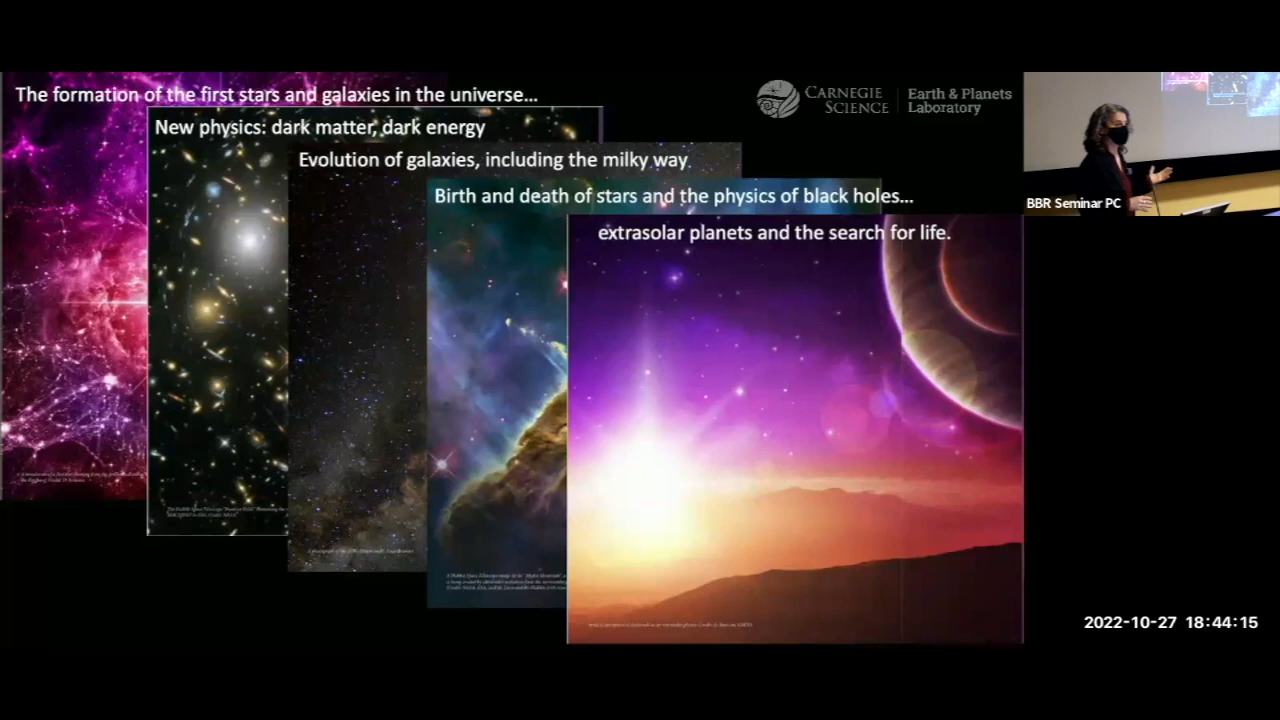 The formation of the first stars and galaxies in the universe...
New physics: dark matter, dark energy
Evolution of galaxies, including the milky way
Birth and death of stars and the physics of black holes...
extrasolar planets and the search for life.
CARNEGIE
SCIENCE
Earth & Planets
Laboratory
BBR Seminar PC
2022-10-27 18:44:15